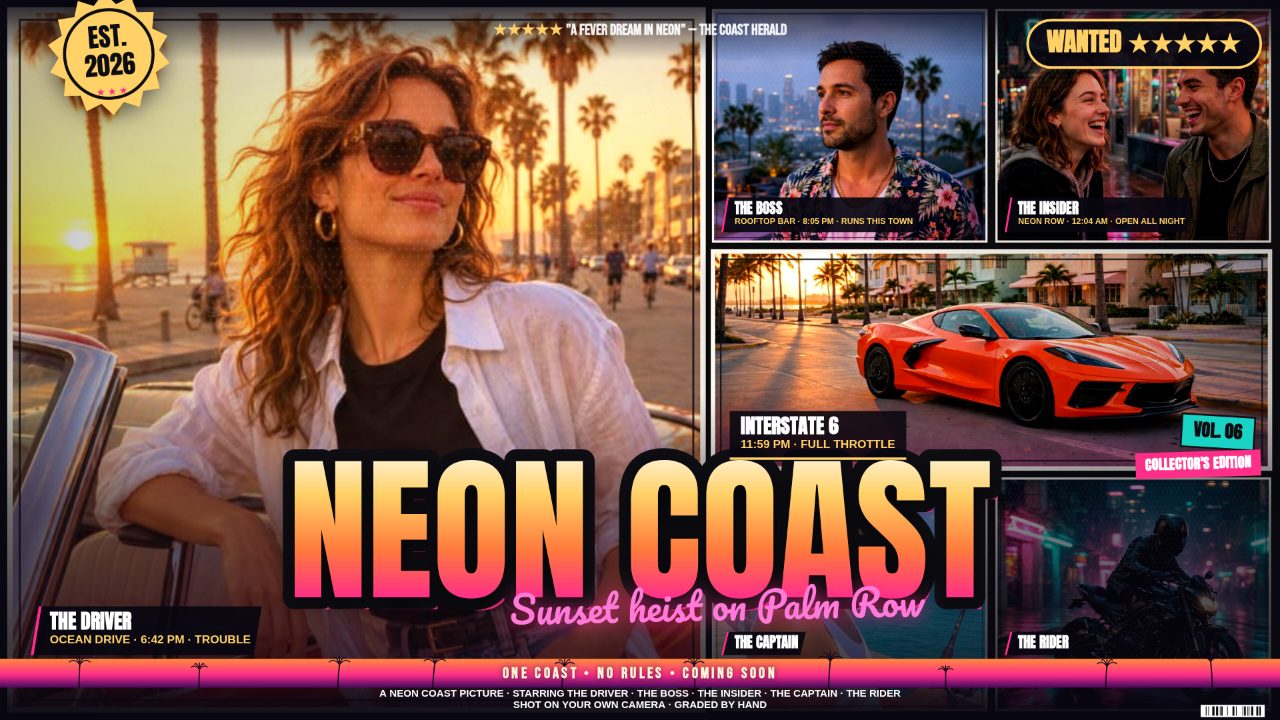 EST.
2026
★★★★★ "A FEVER DREAM IN NEON" — THE COAST HERALD
WANTED ★★★★★
THE BOSS
ROOFTOP BAR · 8:05 PM · RUNS THIS TOWN
THE INSIDER
NEON ROW · 12:04 AM · OPEN ALL NIGHT
INTERSTATE 6
11:59 PM · FULL THROTTLE
VOL. 06
COLLECTOR'S EDITION
NEON COAST
Sunset heist on Palm Row
THE DRIVER
OCEAN DRIVE · 6:42 PM · TROUBLE
THE CAPTAIN
THE RIDER
ONE COAST • NO RULES • COMING SOON
A NEON COAST PICTURE · STARRING THE DRIVER · THE BOSS · THE INSIDER · THE CAPTAIN · THE RIDER
SHOT ON YOUR OWN CAMERA · GRADED BY HAND